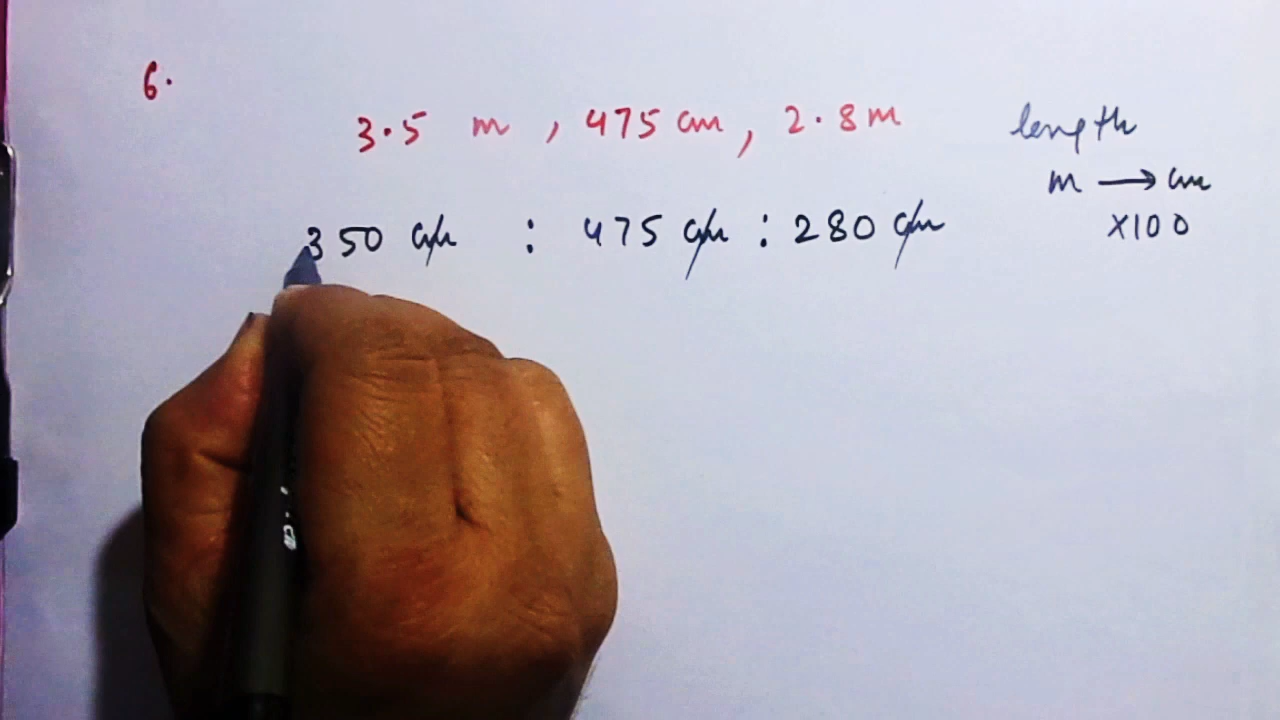 6.
3.5 m , 475 cm , 2.8 m
length
m → cm
×100
350 cm : 475 cm : 280 cm